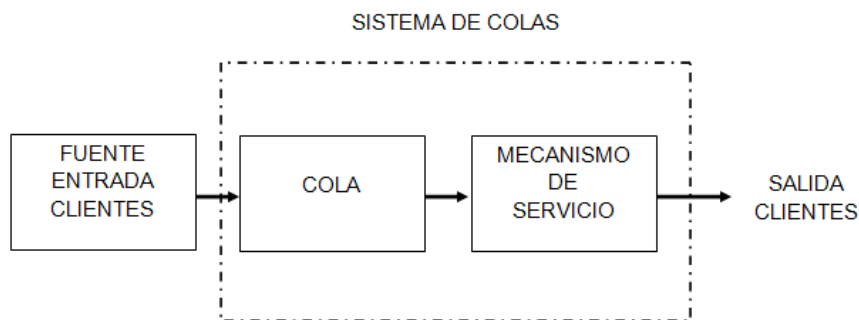 SISTEMA DE COLAS
FUENTE
ENTRADA
CLIENTES
COLA
MECANISMO
DE
SERVICIO
SALIDA
CLIENTES